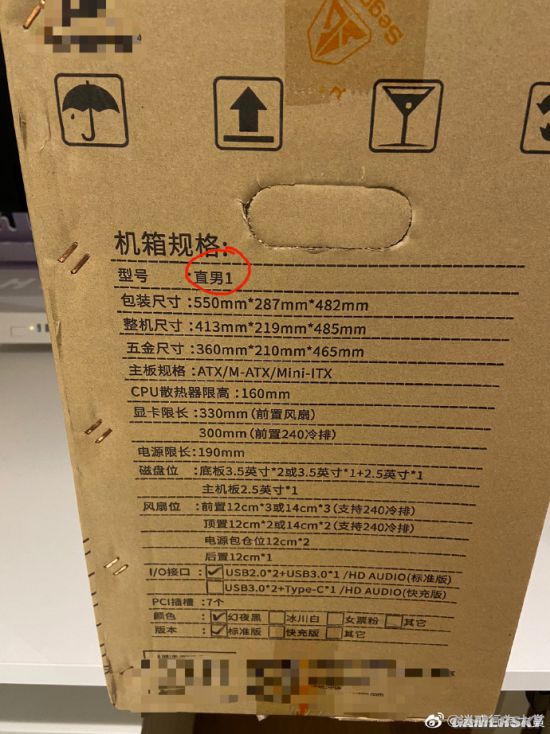 Segc
机箱规格:
型号 :直男1
包装尺寸:550mm*287mm*482mm
整机尺寸:413mm*219mm*485mm
五金尺寸:360mm*210mm*465mm
主板规格:ATX/M-ATX/Mini-ITX
CPU散热器限高:160mm
显卡限长:330mm(前置风扇)
300mm(前置240冷排)
电源限长:190mm
磁盘位:底板3.5英寸*2或3.5英寸*1+2.5英寸*1
主机板2.5英寸*1
风扇位:前置12cm*3或14cm*3(支持240冷排)
顶置12cm*2或14cm*2(支持240冷排)
电源包仓位12cm*2
后置12cm*1
I/O接口:USB2.0*2+USB3.0*1/HD AUDIO(标准版)
USB3.0*2+Type-C*1/HD AUDIO(快充版)
PCI插槽:7个
颜色:幻夜黑 冰川白 女票粉 其它
版本:标准版 快充版 其它
GAMERSKY